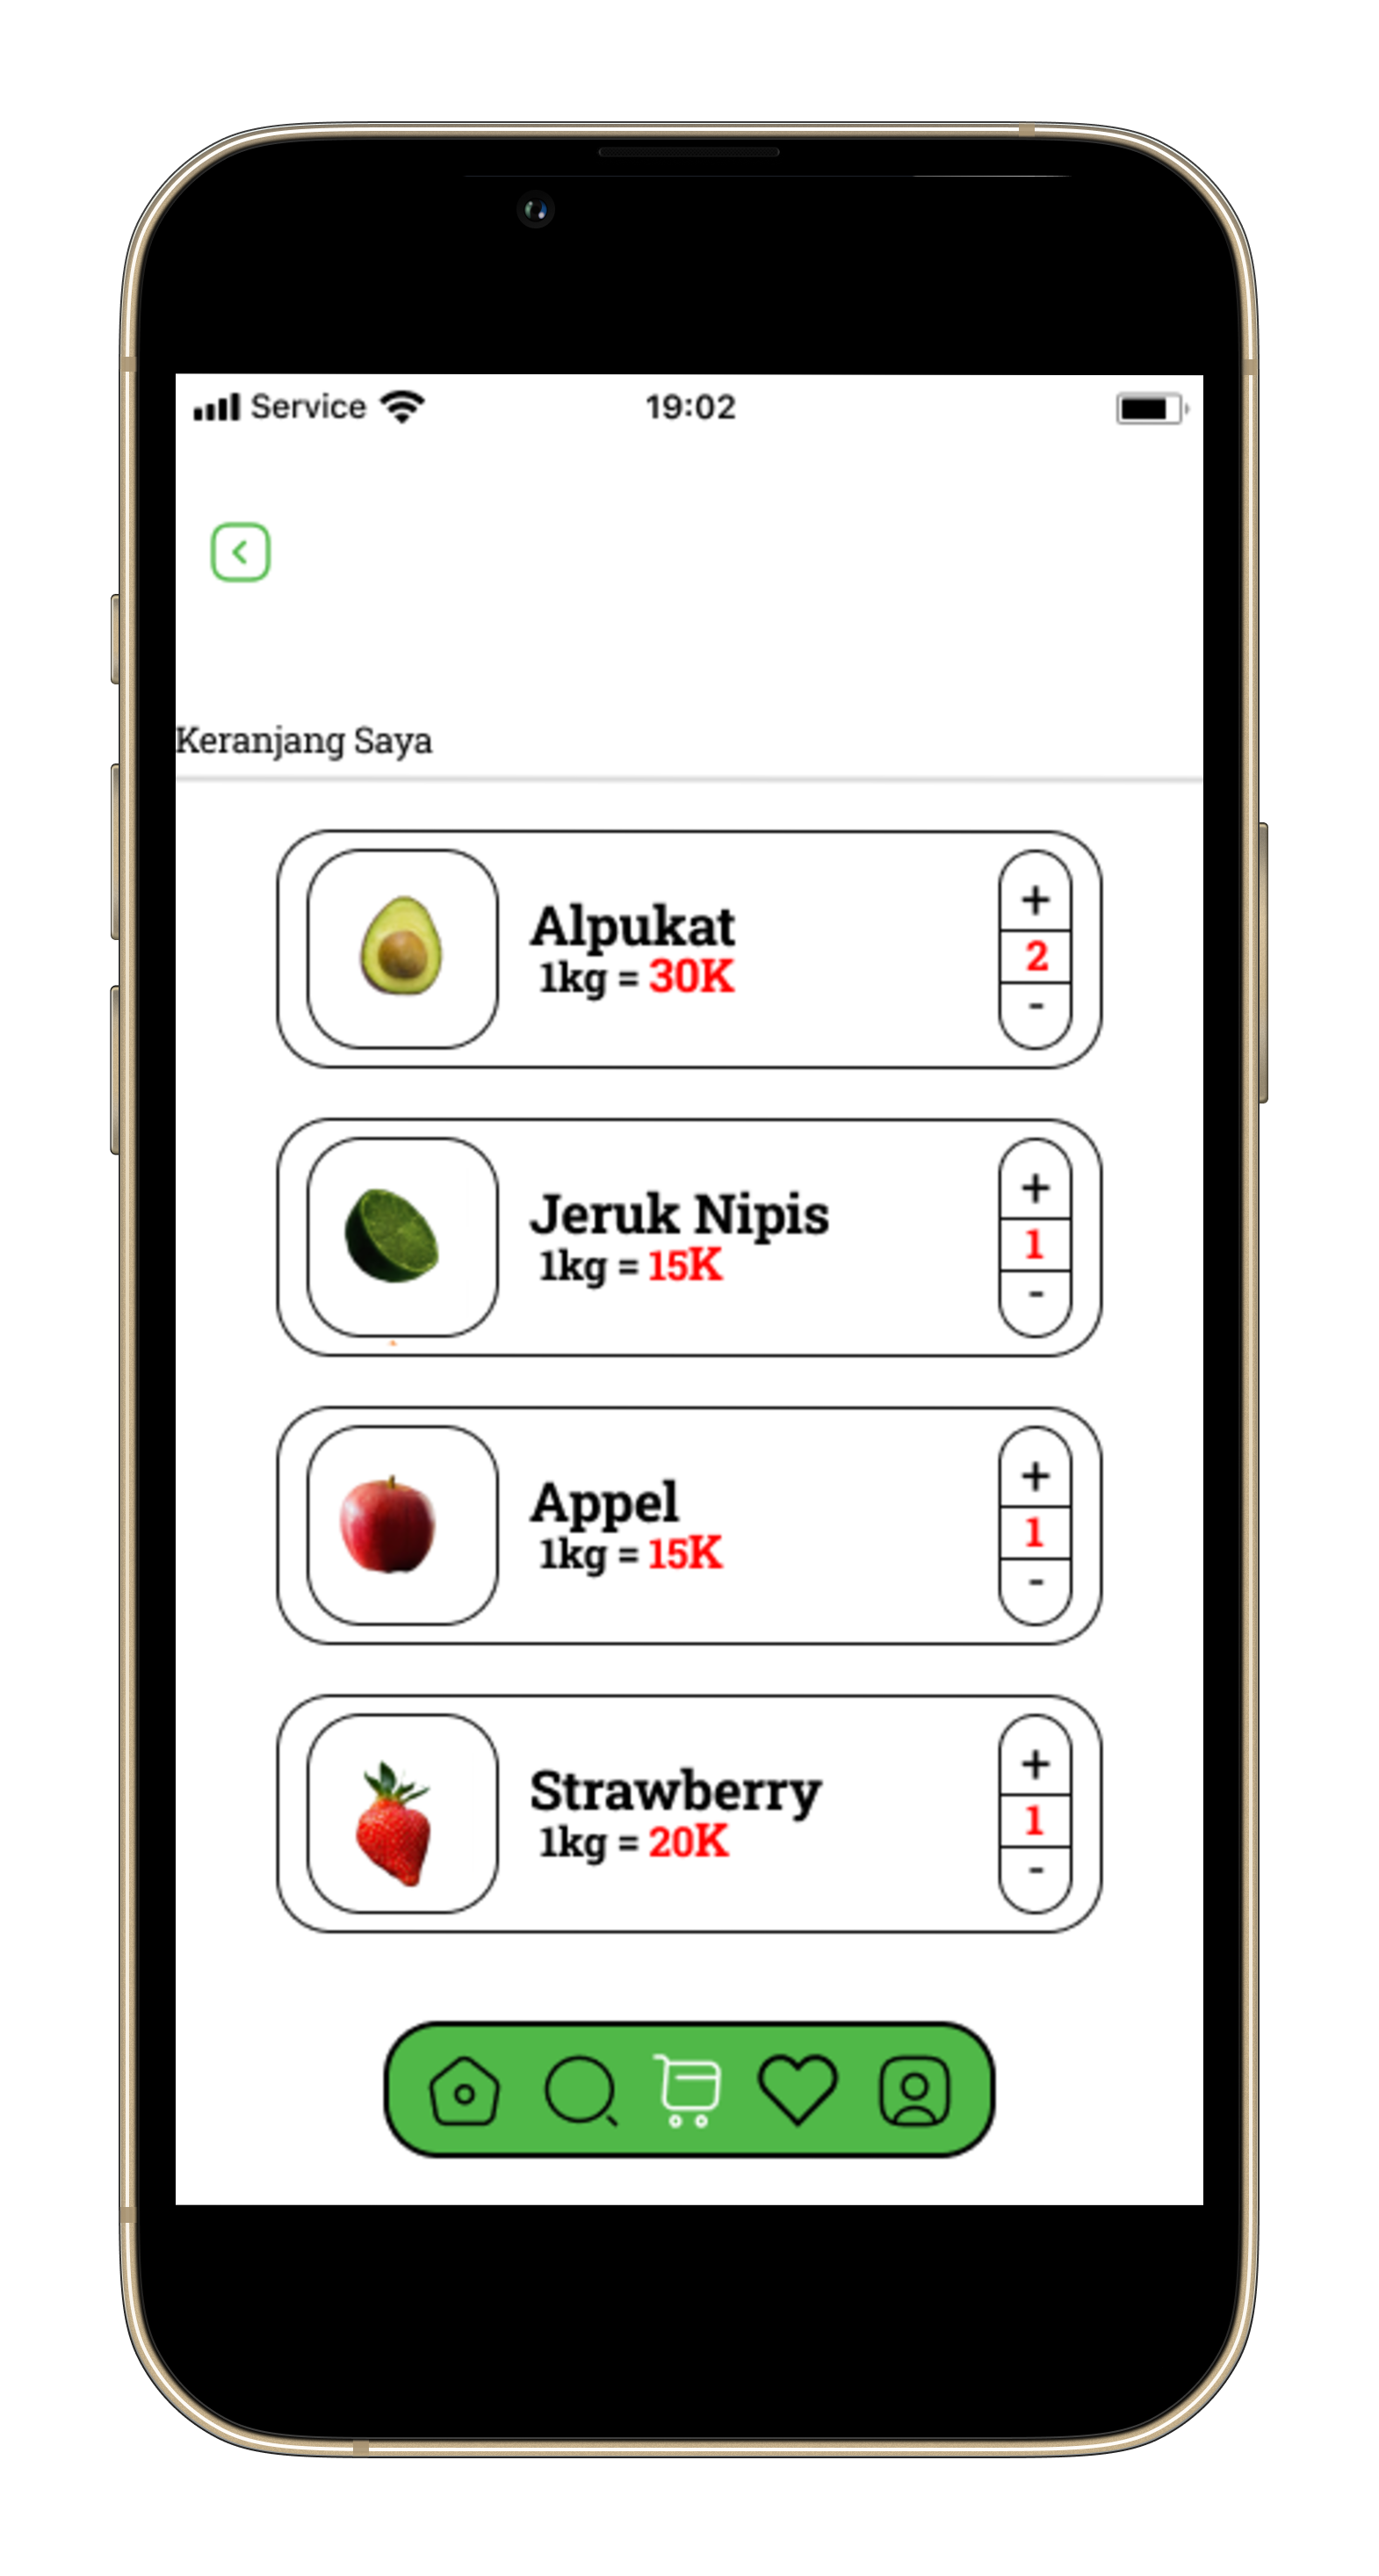 Service
19:02
Keranjang Saya
Alpukat
1kg = 30K
+
2
-
Jeruk Nipis
1kg = 15K
+
1
-
Appel
1kg = 15K
+
1
-
Strawberry
1kg = 20K
+
1
-